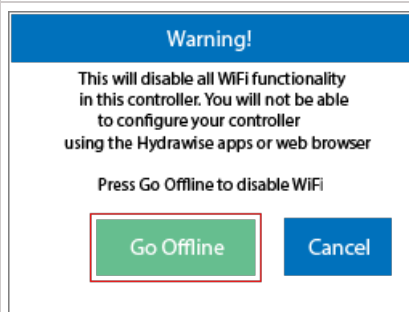 Warning!
This will disable all WiFi functionality
in this controller. You will not be able
to configure your controller
using the Hydrawise apps or web browser
Press Go Offline to disable WiFi
Go Offline
Cancel